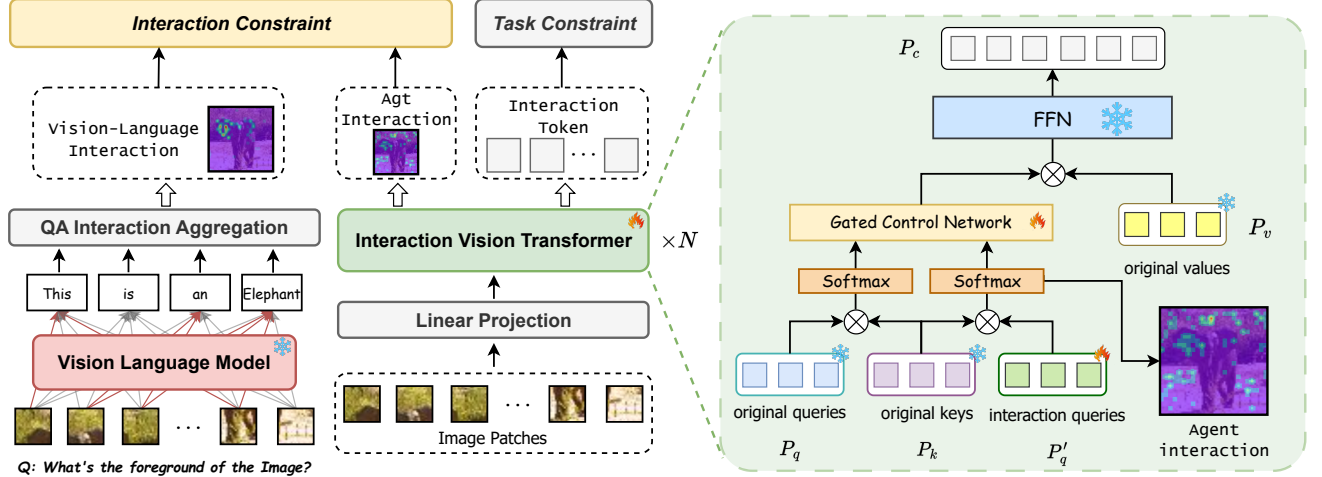 Interaction Constraint
Task Constraint
Vision-Language
Interaction
Agt
Interaction
Interaction
Token
...
QA Interaction Aggregation
Interaction Vision Transformer
×N
This
is
an
Elephant
Vision Language Model
Linear Projection
...
...
Image Patches
Q: What's the foreground of the Image?
P_c
FFN
Gated Control Network
P_v
original values
Softmax
Softmax
original queries
original keys
interaction queries
P_q
P_k
P'_q
Agent
interaction